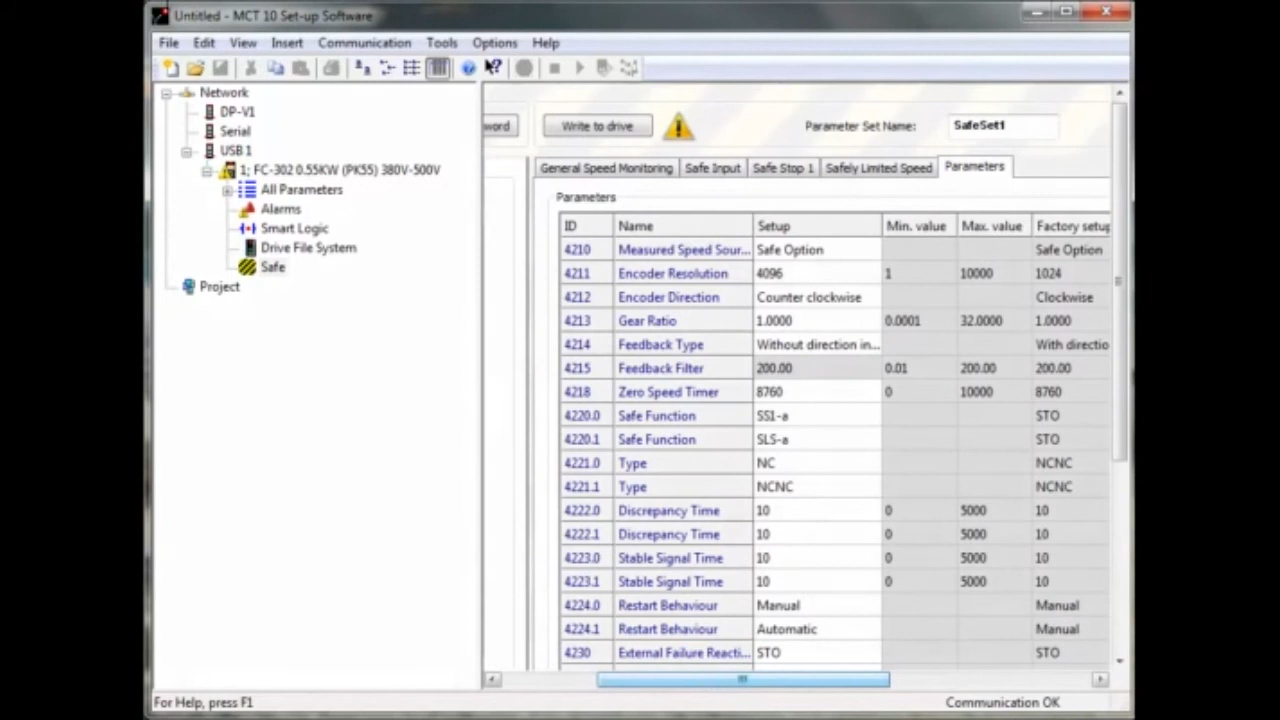 Untitled - MCT 10 Set-up Software
File Edit View Insert Communication Tools Options Help
Network
DP-V1
Serial
USB 1
1; FC-302 0.55KW (PK55) 380V-500V
All Parameters
Alarms
Smart Logic
Drive File System
Safe
Project
word Write to drive Parameter Set Name: SafeSet1
General Speed Monitoring Safe Input Safe Stop 1 Safely Limited Speed Parameters
Parameters
ID Name Setup Min. value Max. value Factory setup
4210 Measured Speed Sour... Safe Option Safe Option
4211 Encoder Resolution 4096 1 10000 1024
4212 Encoder Direction Counter clockwise Clockwise
4213 Gear Ratio 1.0000 0.0001 32.0000 1.0000
4214 Feedback Type Without direction in... With directio
4215 Feedback Filter 200.00 0.01 200.00 200.00
4218 Zero Speed Timer 8760 0 10000 8760
4220.0 Safe Function SS1-a STO
4220.1 Safe Function SLS-a STO
4221.0 Type NC NCNC
4221.1 Type NCNC NCNC
4222.0 Discrepancy Time 10 0 5000 10
4222.1 Discrepancy Time 10 0 5000 10
4223.0 Stable Signal Time 10 0 5000 10
4223.1 Stable Signal Time 10 0 5000 10
4224.0 Restart Behaviour Manual Manual
4224.1 Restart Behaviour Automatic Manual
4230 External Failure Reacti... STO STO
For Help, press F1 Communication OK